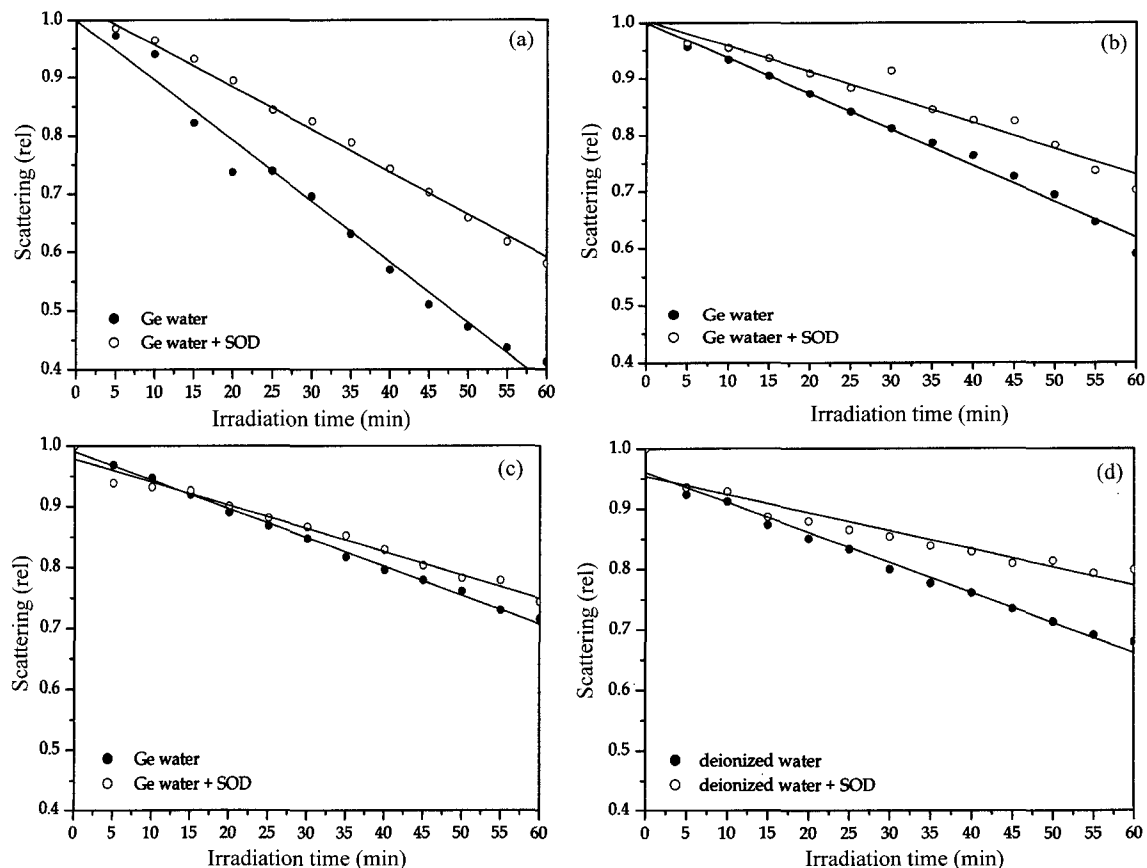 (a)
1.0
0.9
0.8
0.7
0.6
0.5
0.4
Scattering (rel)
Ge water
Ge water + SOD
5 10 15 20 25 30 35 40 45 50 55 60
0
Irradiation time (min)
(b)
1.0
0.9
0.8
0.7
0.6
0.5
0.4
Scattering (rel)
Ge water
Ge wataer + SOD
0 5 10 15 20 25 30 35 40 45 50 55 60
Irradiation time (min)
(c)
1.0
0.9
0.8
0.7
0.6
0.5
0.4
Scattering (rel)
Ge water
Ge water + SOD
0 5 10 15 20 25 30 35 40 45 50 55 60
Irradiation time (min)
(d)
1.0
0.9
0.8
0.7
0.6
0.5
0.4
Scattering (rel)
deionized water
deionized water + SOD
0 5 10 15 20 25 30 35 40 45 50 55 60
Irradiation time (min)